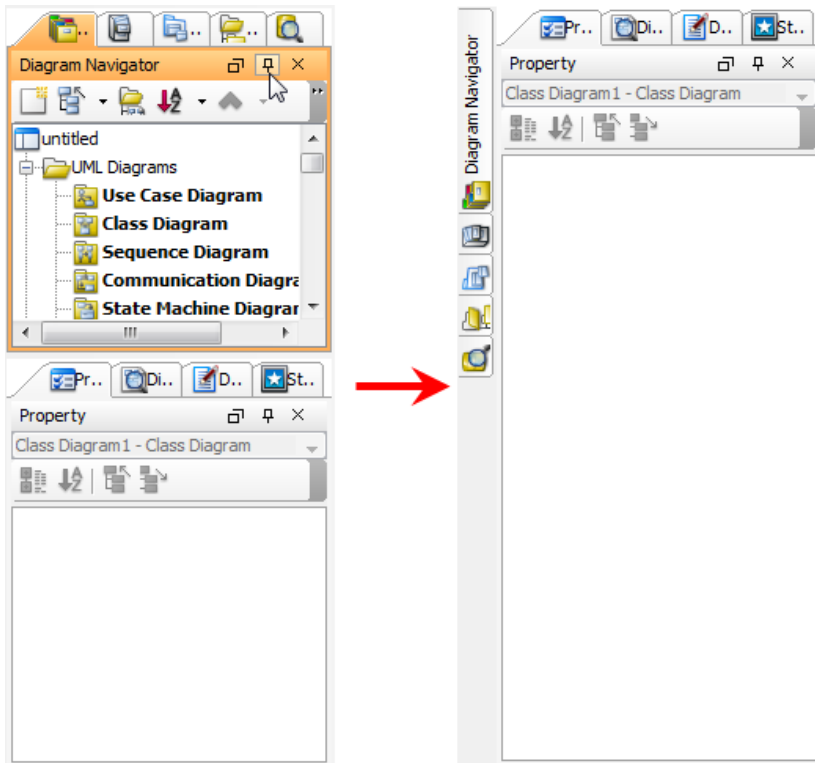 Diagram Navigator
untitled
UML Diagrams
Use Case Diagram
Class Diagram
Sequence Diagram
Communication Diagra
State Machine Diagrar
Pr.. Di.. D.. St..
Property
Class Diagram1 - Class Diagram
Diagram Navigator
Pr.. Di.. D.. St..
Property
Class Diagram1 - Class Diagram